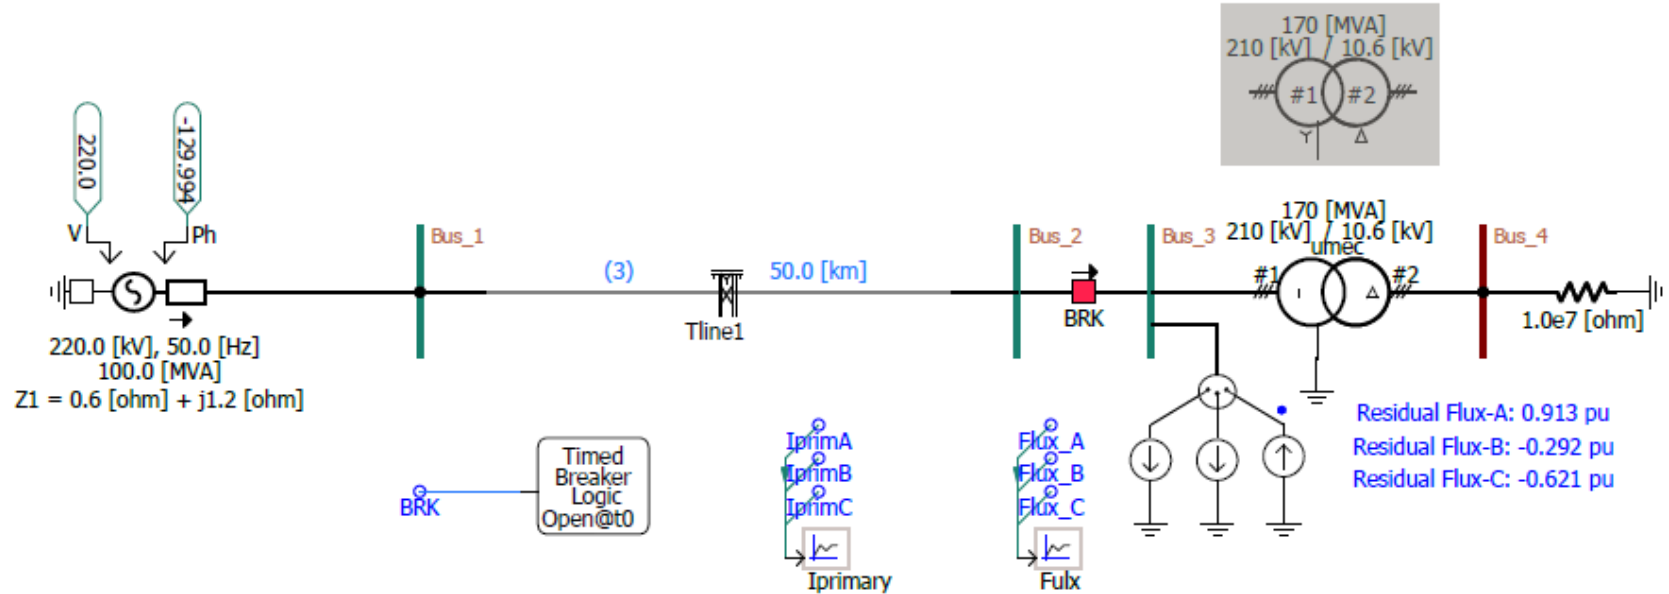 170 [MVA]
210 [kV] / 10.6 [kV]
#1
#2
Y
Δ
220.0
-129.994
V
Ph
220.0 [kV], 50.0 [Hz]
100.0 [MVA]
Z1 = 0.6 [ohm] + j1.2 [ohm]
Bus_1
(3)
50.0 [km]
Tline1
Bus_2
BRK
Bus_3
170 [MVA]
210 [kV] / 10.6 [kV]
umec
#1
#2
I
Δ
Bus_4
1.0e7 [ohm]
Residual Flux-A: 0.913 pu
Residual Flux-B: -0.292 pu
Residual Flux-C: -0.621 pu
BRK
Timed
Breaker
Logic
Open@t0
IprimA
IprimB
IprimC
Iprimary
Flux_A
Flux_B
Flux_C
Fulx